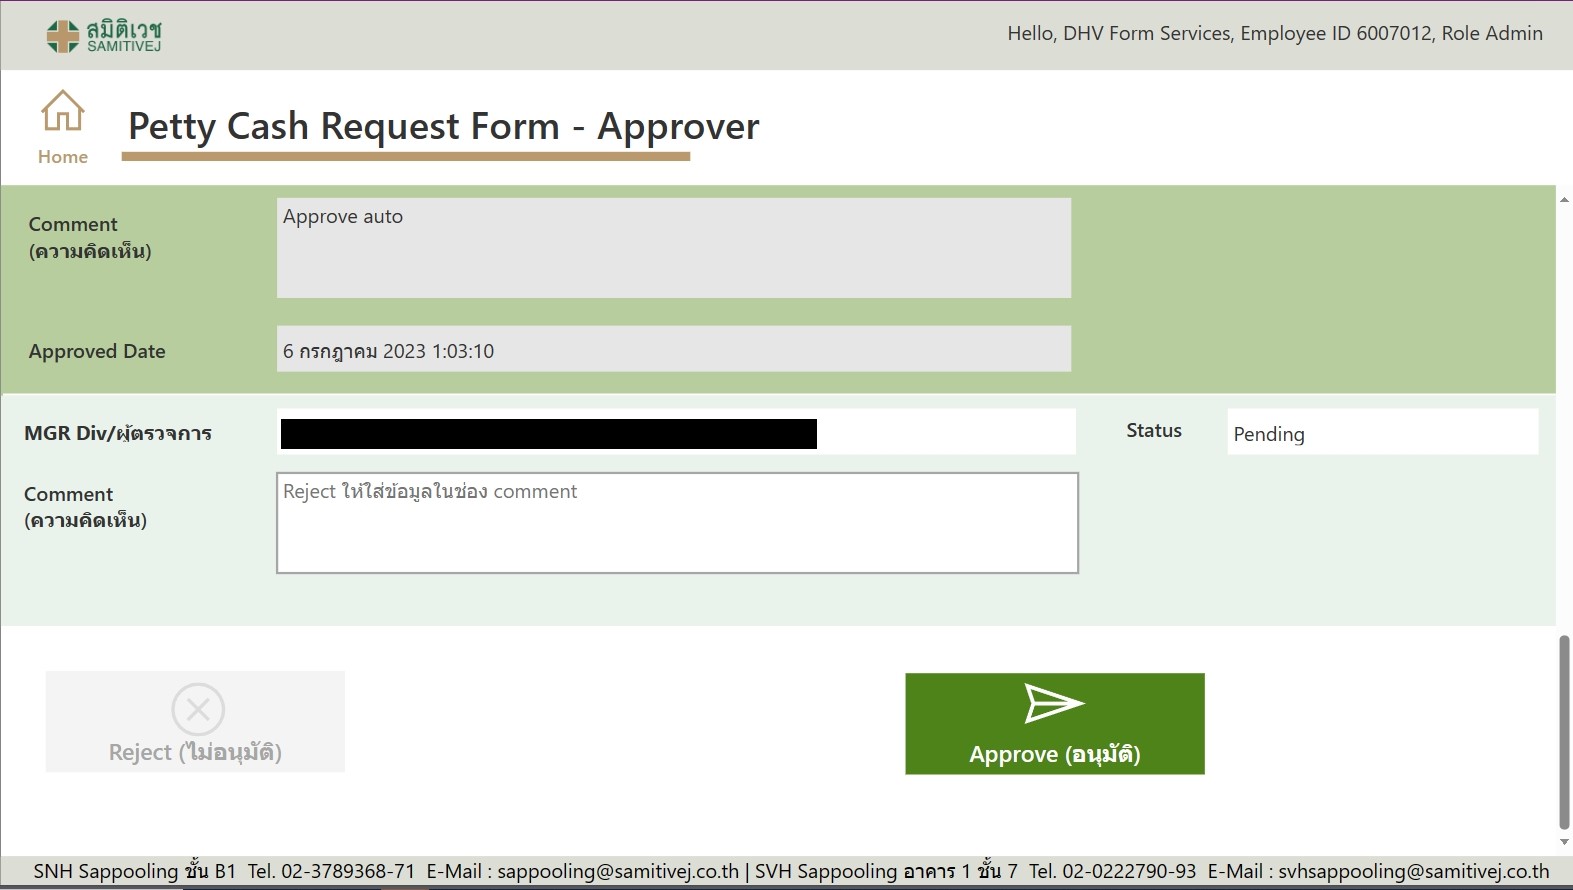 สมิติเวช
SAMITIVEJ
Hello, DHV Form Services, Employee ID 6007012, Role Admin
Home
Petty Cash Request Form - Approver
Comment
(ความคิดเห็น)
Approve auto
Approved Date
6 กรกฎาคม 2023 1:03:10
MGR Div/ผู้ตรวจการ
Status
Pending
Comment
(ความคิดเห็น)
Reject ให้ใส่ข้อมูลในช่อง comment
Reject (ไม่อนุมัติ)
Approve (อนุมัติ)
SNH Sappooling ชั้น B1 Tel. 02-3789368-71 E-Mail : sappooling@samitivej.co.th | SVH Sappooling อาคาร 1 ชั้น 7 Tel. 02-0222790-93 E-Mail : svhsappooling@samitivej.co.th